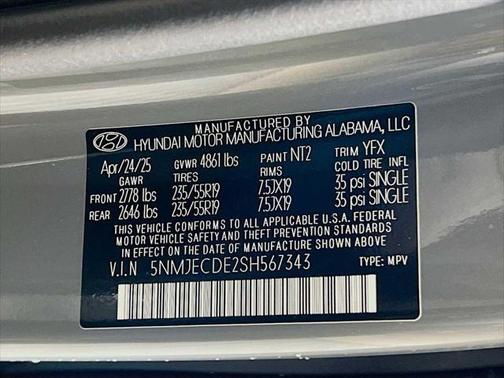 MANUFACTURED BY
HYUNDAI MOTOR MANUFACTURING ALABAMA, LLC
Apr/24/25 GVWR 4861 lbs PAINT NT2 TRIM YFX
GAWR TIRES RIMS COLD TIRE INFL
FRONT 2778 lbs 235/55R19 7.5JX19 35 psi SINGLE
REAR 2646 lbs 235/55R19 7.5JX19 35 psi SINGLE
THIS VEHICLE CONFORMS TO ALL APPLICABLE U.S.A. FEDERAL
MOTOR VEHICLE SAFETY BUMPER, AND THEFT PREVENTION STANDARDS
IN EFFECT ON THE DATE OF MANUFACTURE SHOWN ABOVE.
V.I.N 5NMJECDE2SH567343 TYPE: MPV